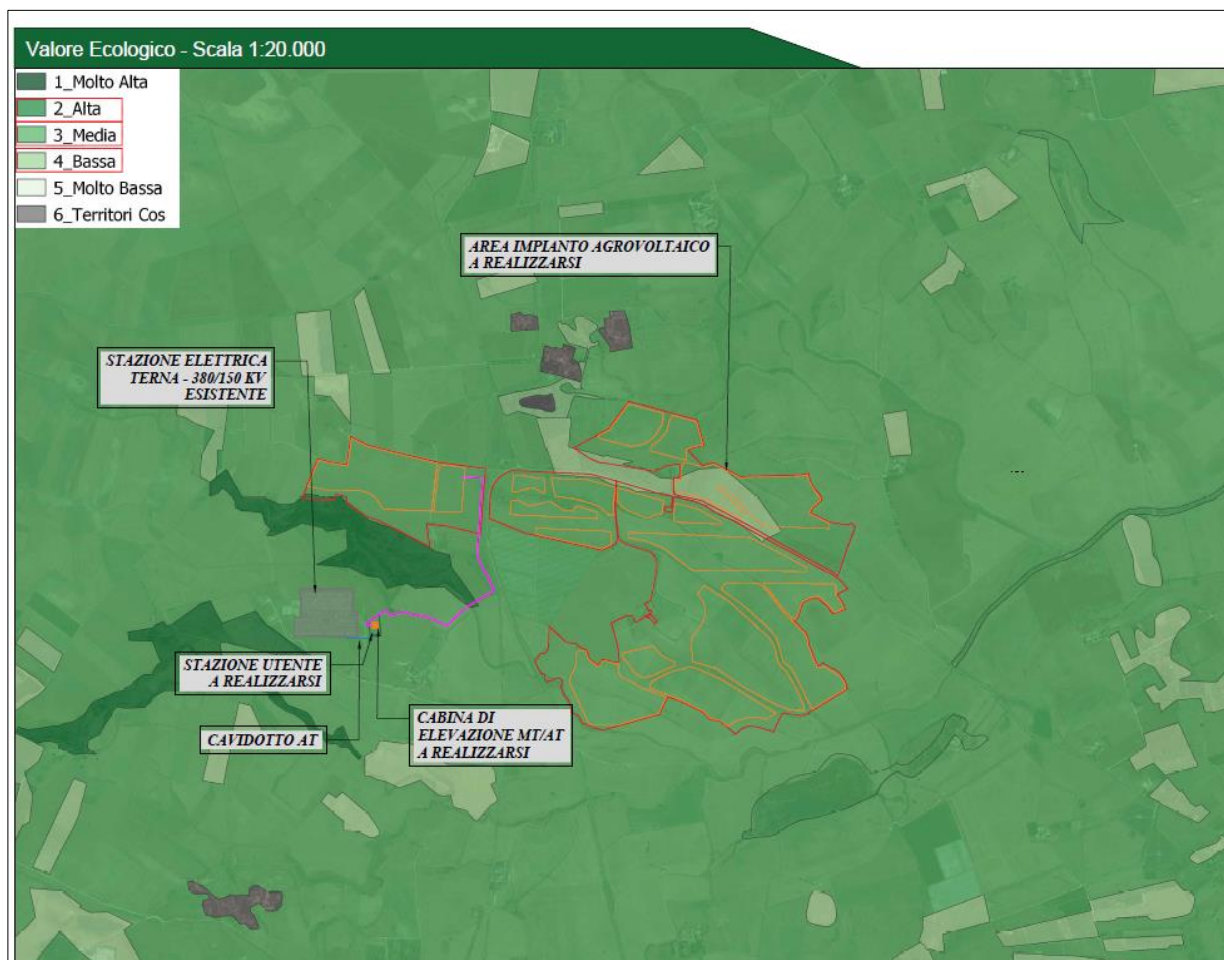 Valore Ecologico - Scala 1:20.000
1_Molto Alta
2_Alta
3_Media
4_Bassa
5_Molto Bassa
6_Territori Cos
AREA IMPIANTO AGROVOLTAICO
A REALIZZARSI
STAZIONE ELETTRICA
TERNA - 380/150 KV
ESISTENTE
STAZIONE UTENTE
A REALIZZARSI
CABINA DI
ELEVAZIONE MT/AT
A REALIZZARSI
CAVIDOTTO AT